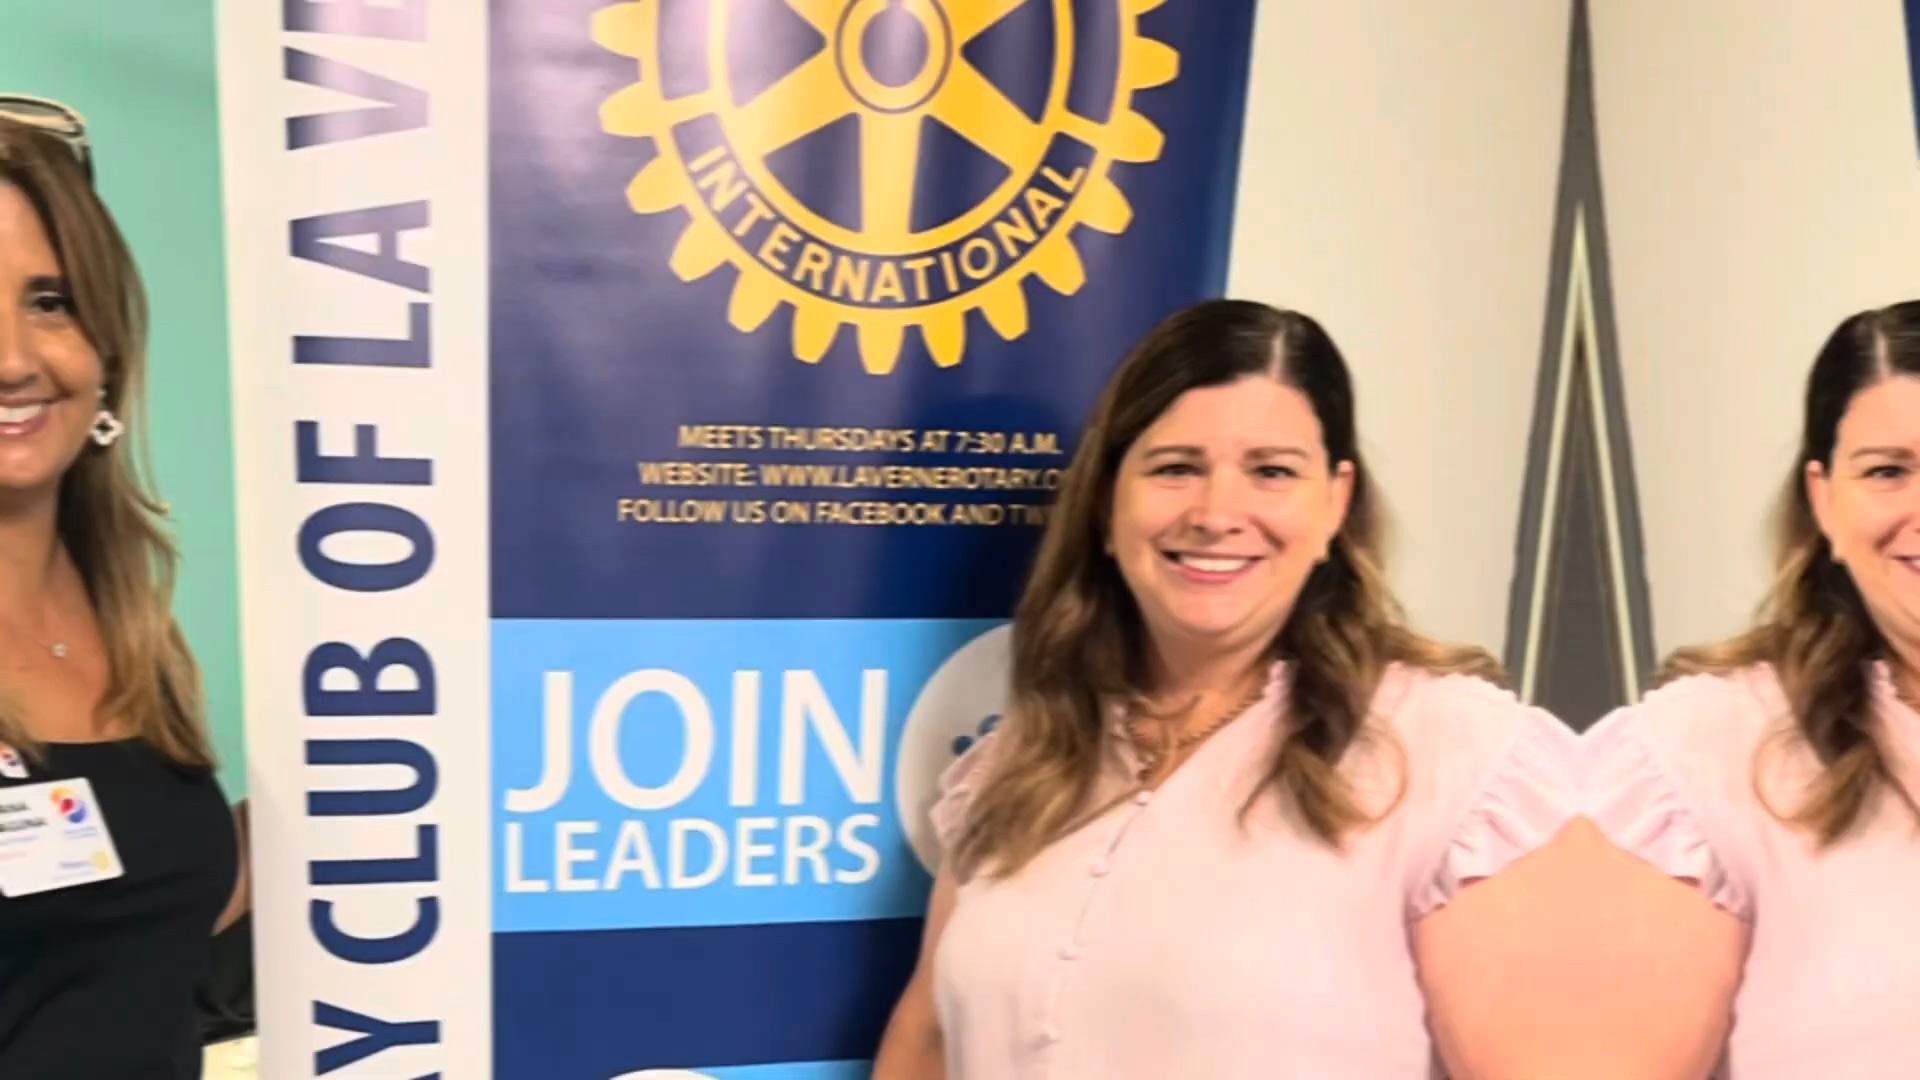 Y CLUB OF LA VE
INTERNATIONAL
MEETS THURSDAYS AT 7:30 A.M.
WEBSITE: WWW.LAVERNEROTARY.O
FOLLOW US ON FACEBOOK AND TW
JOIN
LEADERS